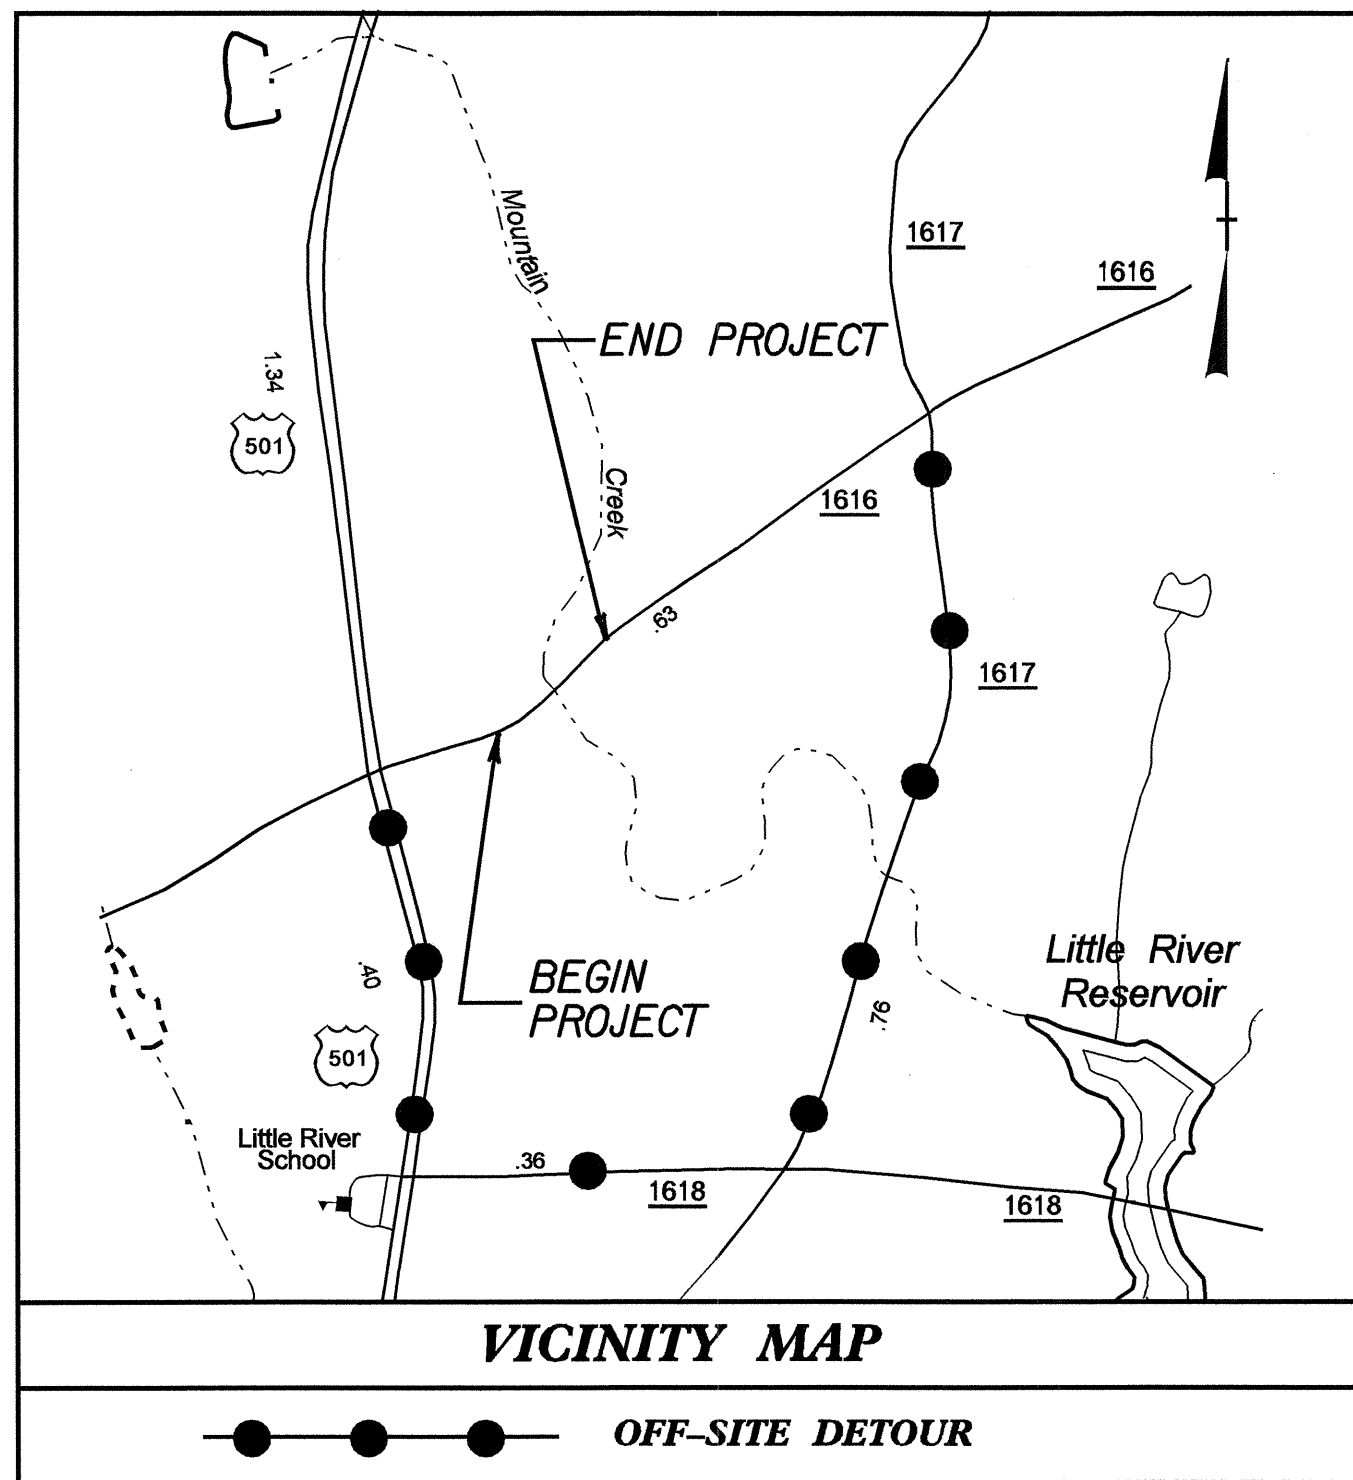 Mountain
1617
1616
END PROJECT
1.34
501
Creek
1616
.63
1617
Little River
Reservoir
.40
BEGIN
PROJECT
.76
501
Little River
School
.36
1618
1618
VICINITY MAP
OFF-SITE DETOUR